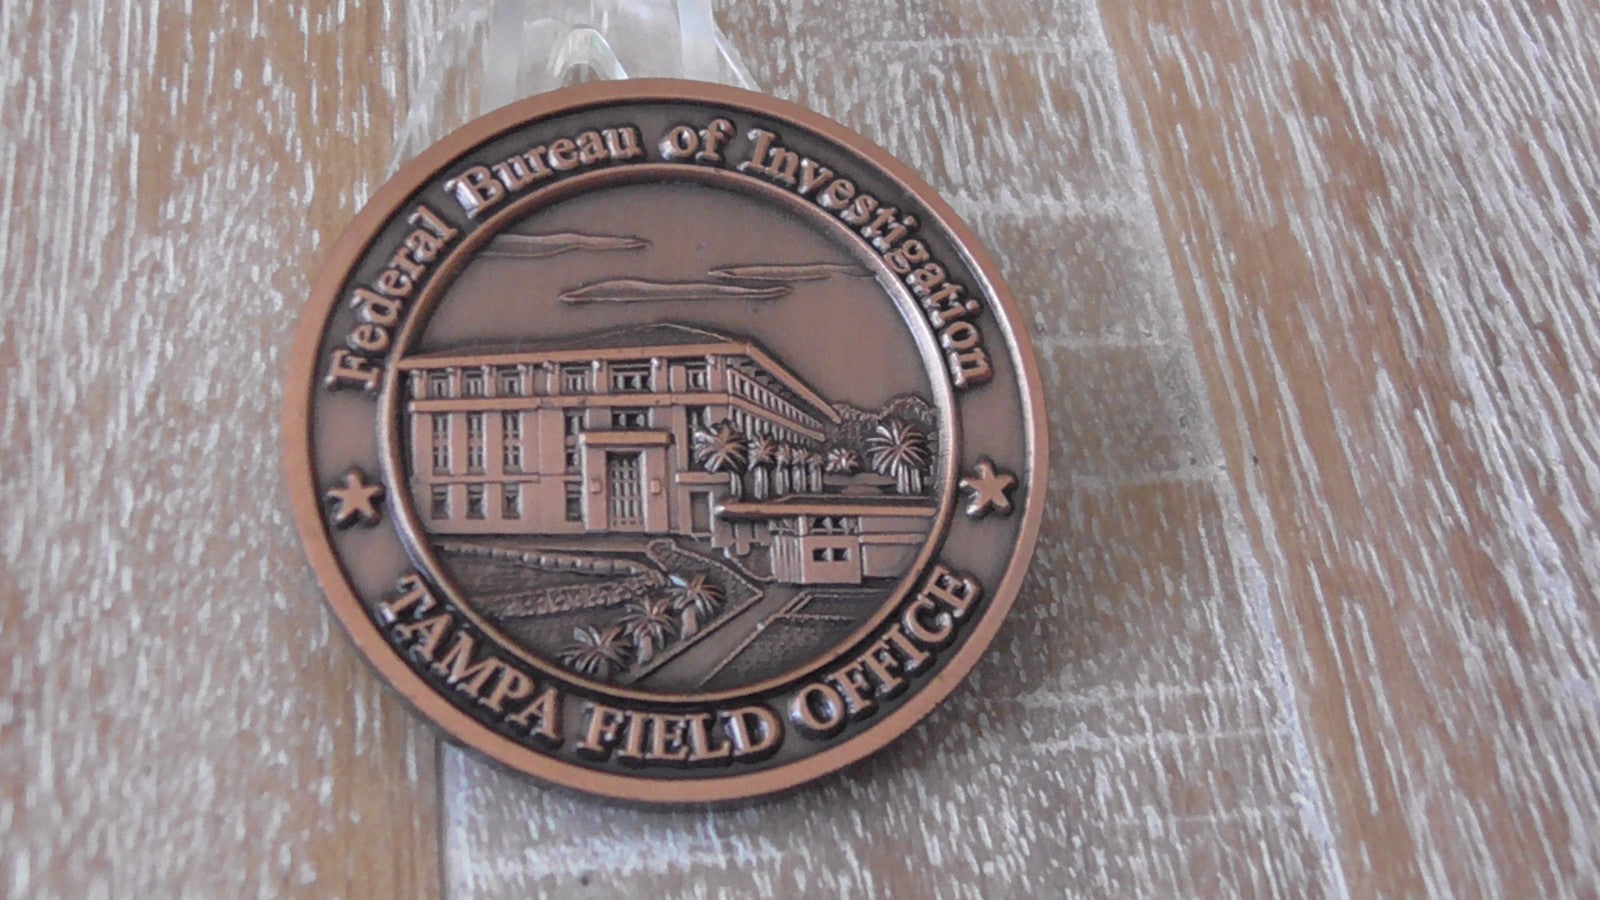 Federal Bureau of Investigation
TAMPA FIELD OFFICE